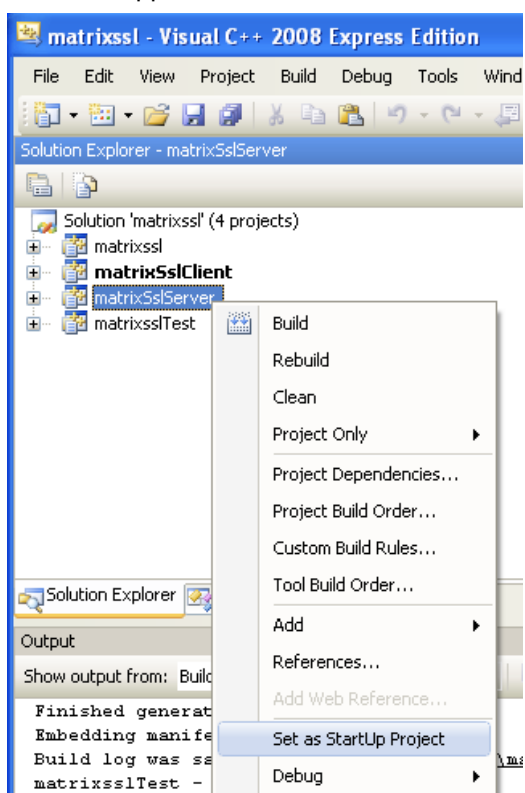 matrixssl - Visual C++ 2008 Express Edition
File Edit View Project Build Debug Tools Wind
Solution Explorer - matrixSslServer
Solution 'matrixssl' (4 projects)
matrixssl
matrixSslClient
matrixSslServer
matrixsslTest
Build
Rebuild
Clean
Project Only
Project Dependencies...
Project Build Order...
Custom Build Rules...
Tool Build Order...
Add
References...
Add Web Reference...
Set as StartUp Project
Debug
Solution Explorer
Output
Show output from: Build
Finished generat
Embedding manife
Build log was sa \ma
matrixsslTest -